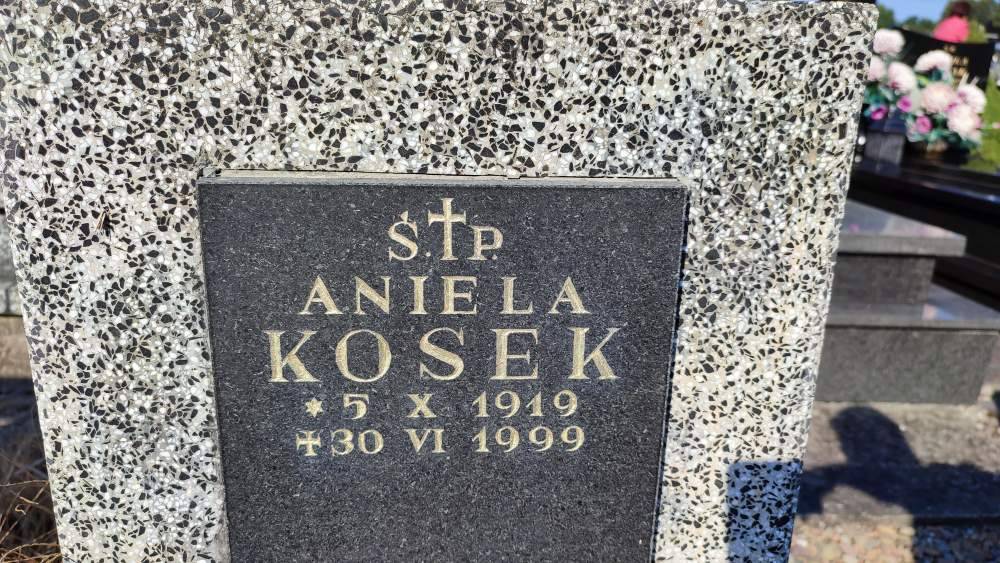 Ś.†P.
ANIELA
KOSEK
* 5 X 1919
✝ 30 VI 1999